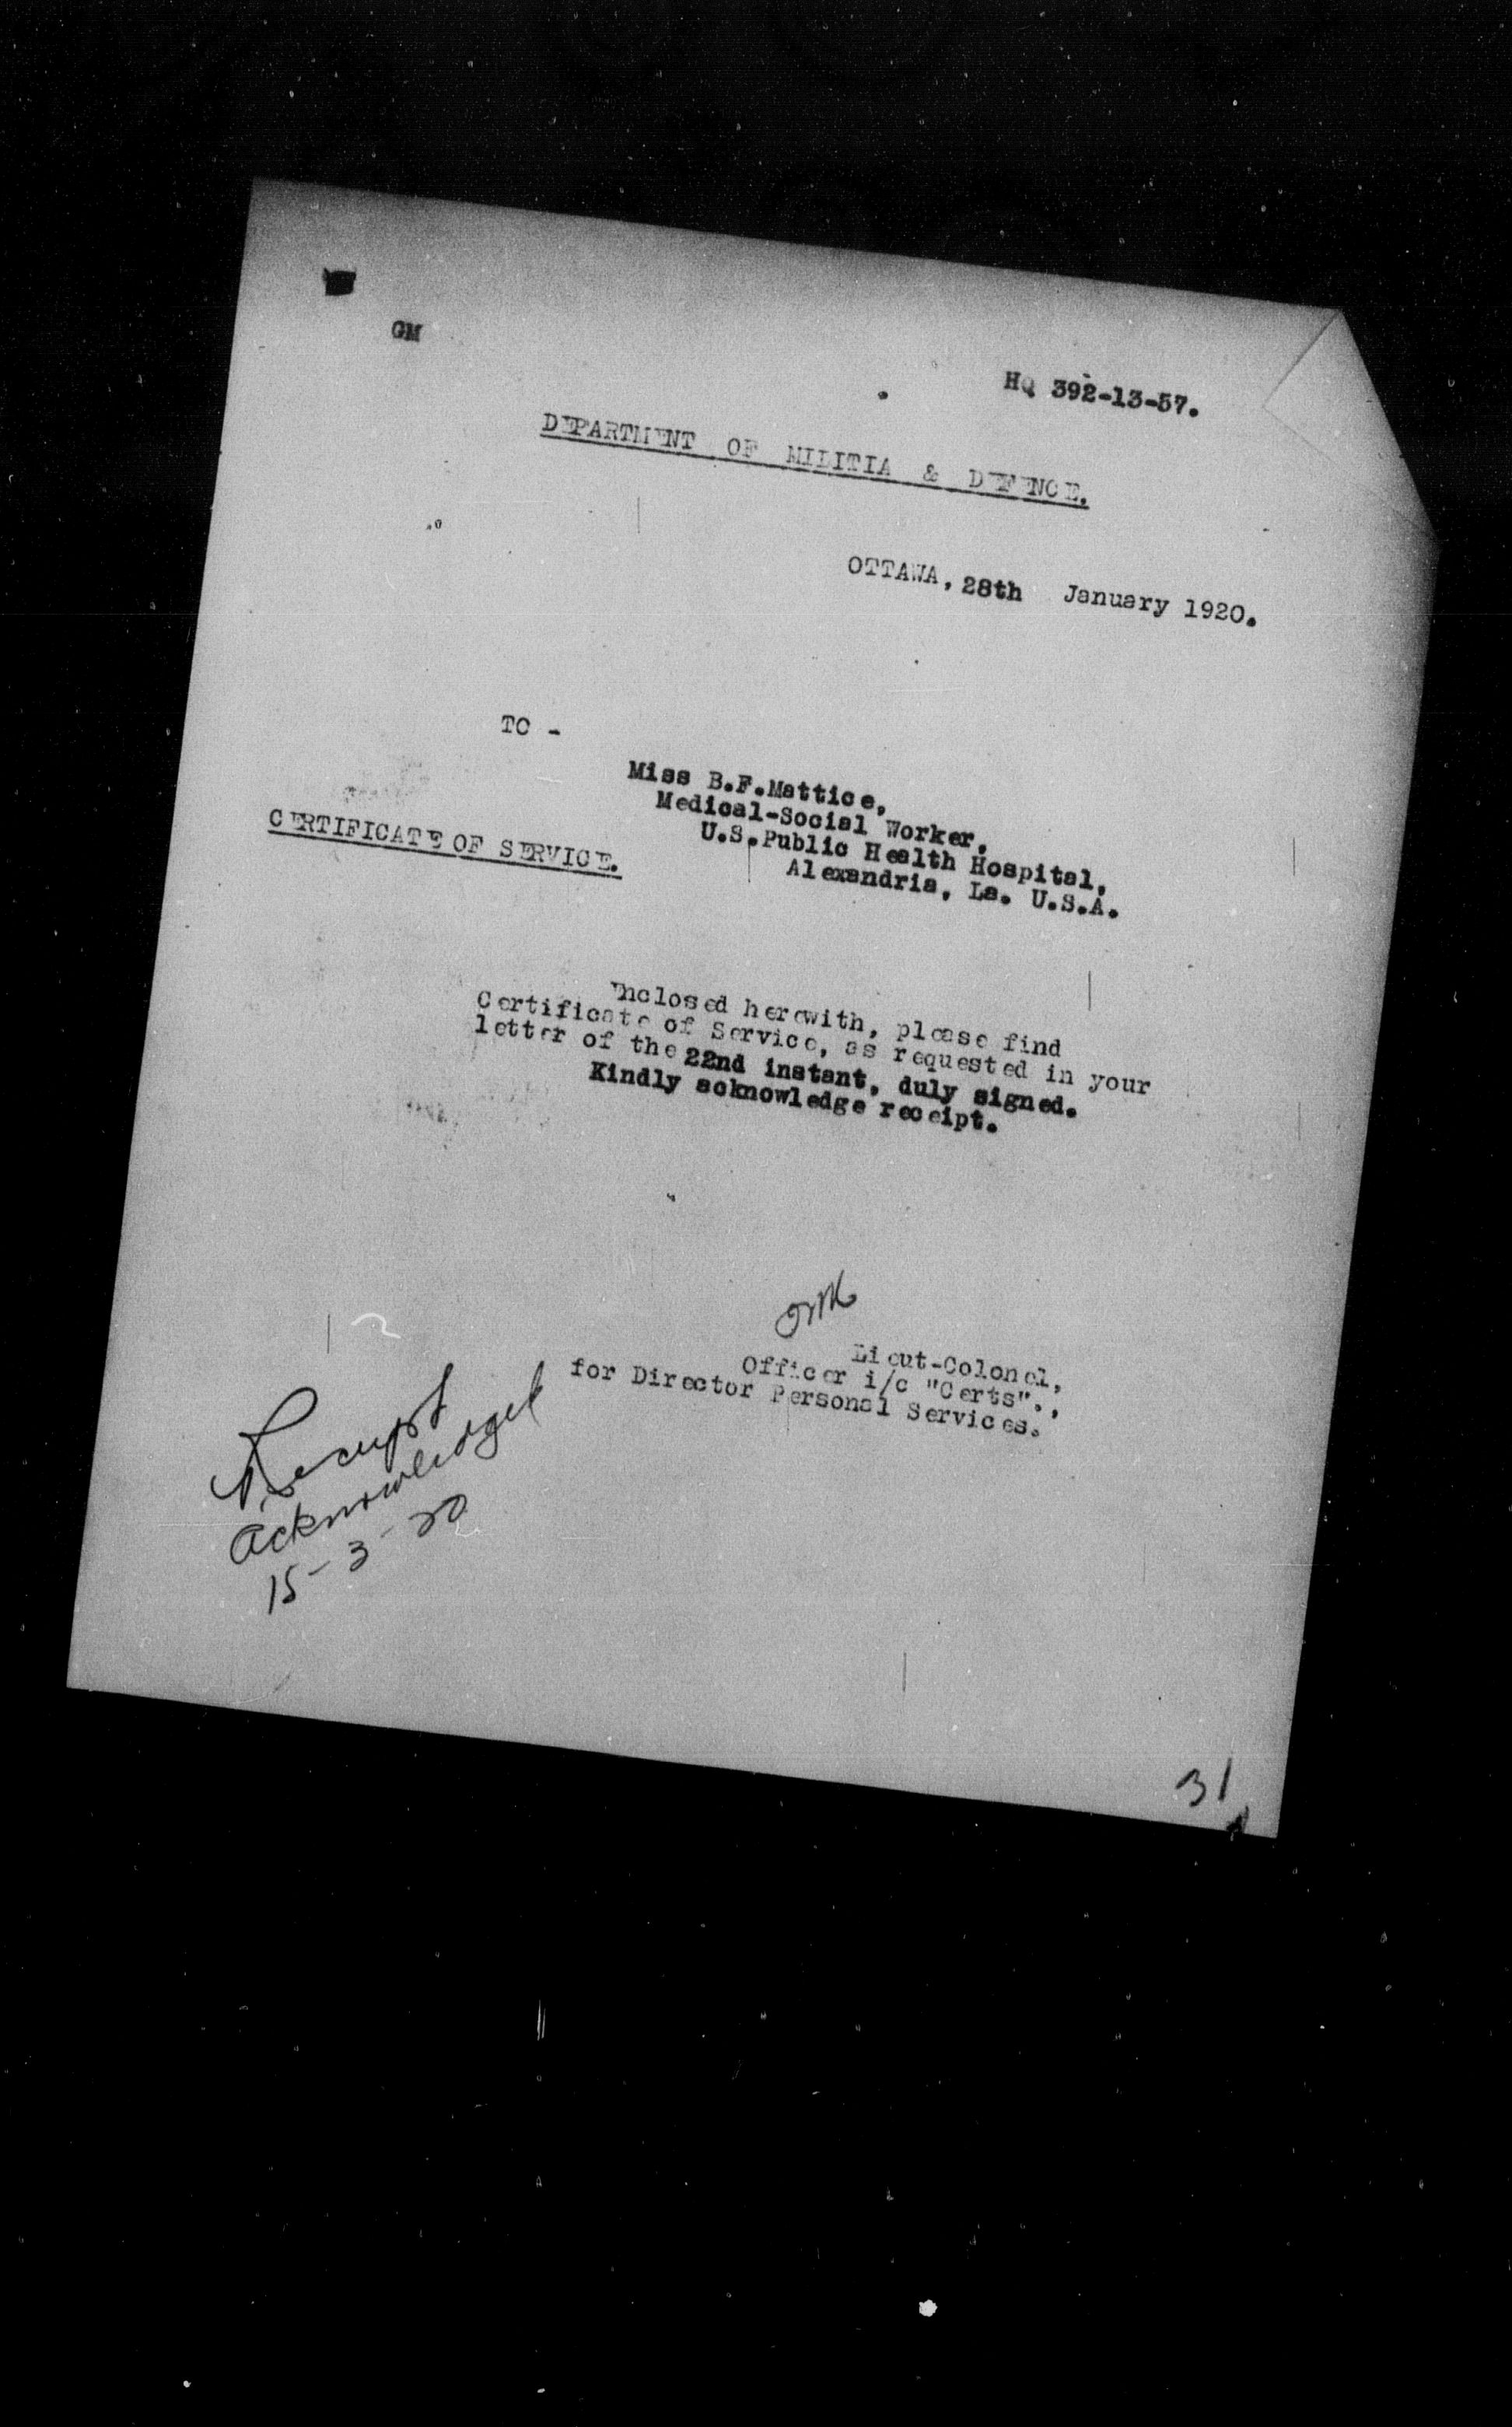 GM
HQ 392-13-57.
DEPARTMENT OF MILITIA & DEFENCE.
OTTAWA, 28th January 1920.
TO -
Miss B.F.Mattice,
Medical-Social Worker,
U.S.Public Health Hospital,
Alexandria, La. U.S.A.
CERTIFICATE OF SERVICE.
Enclosed herewith, please find
Certificate of Service, as requested in your
letter of the 22nd instant, duly signed.
Kindly acknowledge receipt.
Lieut-Colonel,
Officer i/c "Certs".,
for Director Personal Services.
Receipt
acknowledged
15-3-20
31